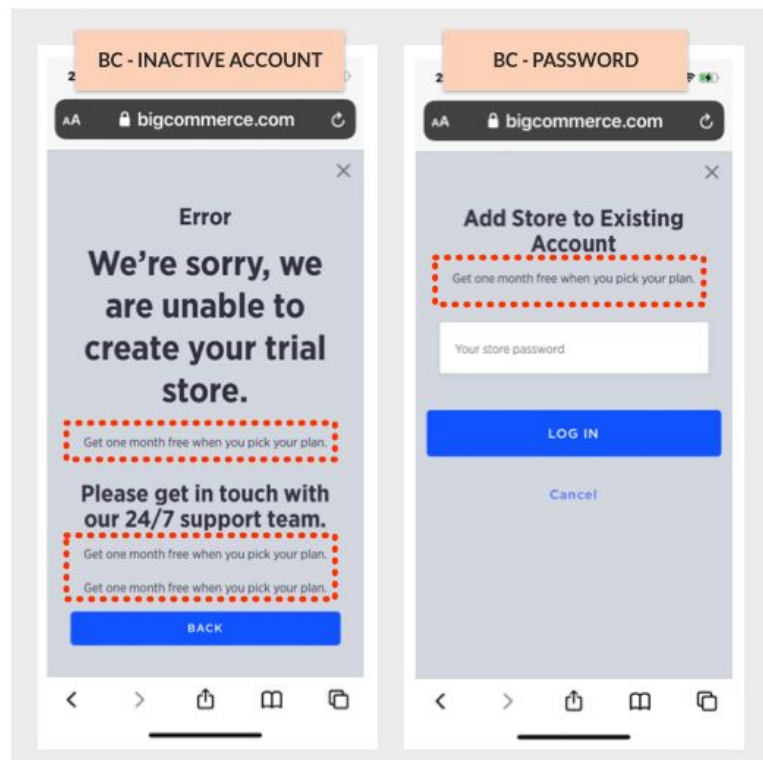 BC - INACTIVE ACCOUNT
2
AA bigcommerce.com
Error
We're sorry, we
are unable to
create your trial
store.
Get one month free when you pick your plan.
Please get in touch with
our 24/7 support team.
Get one month free when you pick your plan.
Get one month free when you pick your plan.
BACK
BC - PASSWORD
2
AA bigcommerce.com
Add Store to Existing
Account
Get one month free when you pick your plan.
Your store password
LOG IN
Cancel